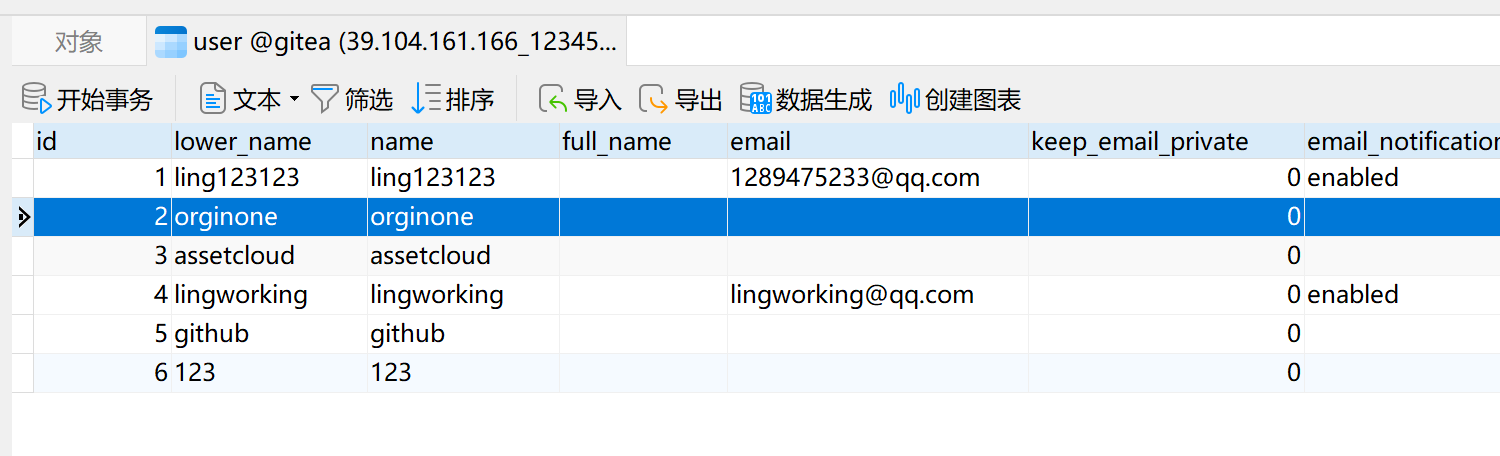 对象 user @gitea (39.104.161.166_12345...
开始事务 文本 筛选 排序 导入 导出 数据生成 创建图表
id lower_name name full_name email keep_email_private email_notification
1 ling123123 ling123123 1289475233@qq.com 0 enabled
2 orginone orginone 0
3 assetcloud assetcloud 0
4 lingworking lingworking lingworking@qq.com 0 enabled
5 github github 0
6 123 123 0